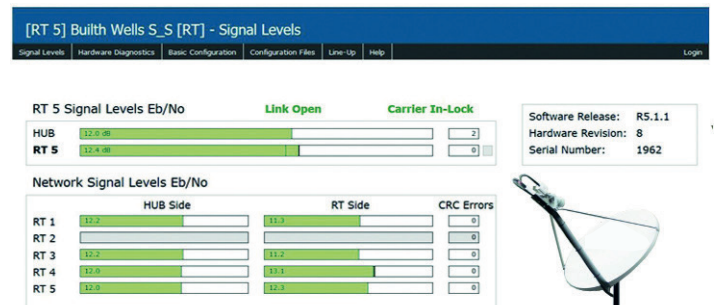 [RT 5] Builth Wells S_S [RT] - Signal Levels
Signal Levels Hardware Diagnostics Basic Configuration Configuration Files Line-Up Help Login
RT 5 Signal Levels Eb/No Link Open Carrier In-Lock
HUB 12.0 dB 2
RT 5 12.4 dB 0
Software Release: R5.1.1
Hardware Revision: 8
Serial Number: 1962
Network Signal Levels Eb/No
HUB Side RT Side CRC Errors
RT 1 12.2 11.3 0
RT 2 0
RT 3 12.2 11.2 0
RT 4 12.0 13.1 0
RT 5 12.0 12.3 0